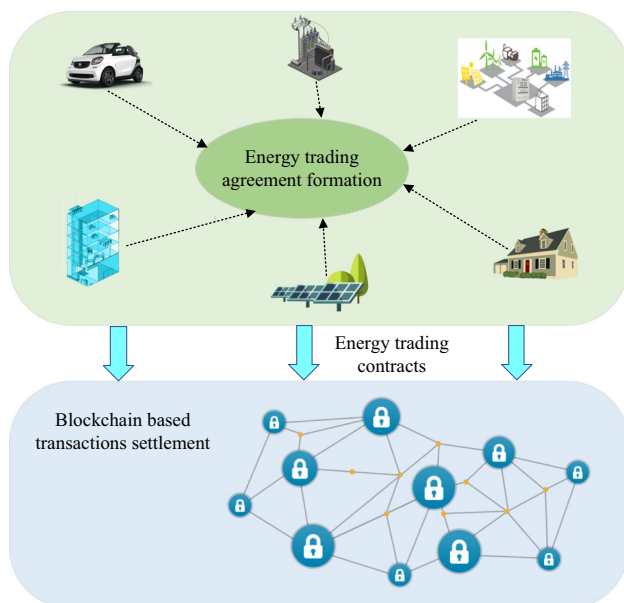 Energy trading
agreement formation
Energy trading
contracts
Blockchain based
transactions settlement